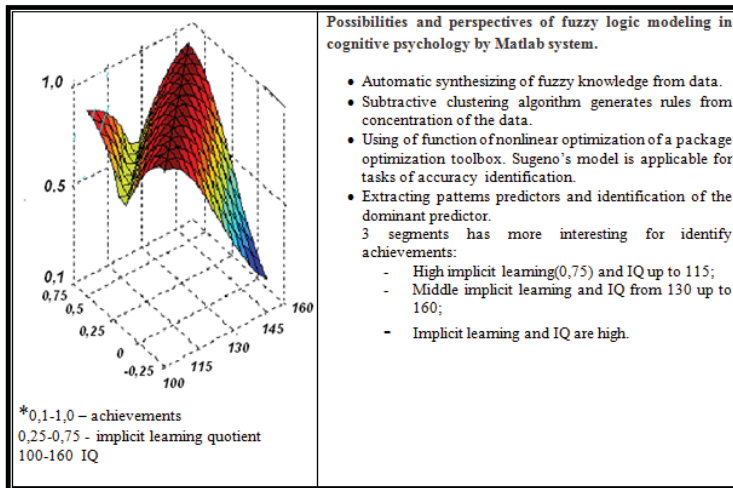 1,0
0,5
0,1
0,75
0,5
0,25
0
-0,25
100
115
130
145
160
*0,1-1,0 – achievements
0,25-0,75 - implicit learning quotient
100-160 IQ
Possibilities and perspectives of fuzzy logic modeling in
cognitive psychology by Matlab system.
• Automatic synthesizing of fuzzy knowledge from data.
• Subtractive clustering algorithm generates rules from
concentration of the data.
• Using of function of nonlinear optimization of a package
optimization toolbox. Sugeno's model is applicable for
tasks of accuracy identification.
• Extracting patterns predictors and identification of the
dominant predictor.
3 segments has more interesting for identify
achievements:
- High implicit learning(0,75) and IQ up to 115;
- Middle implicit learning and IQ from 130 up to
160;
- Implicit learning and IQ are high.